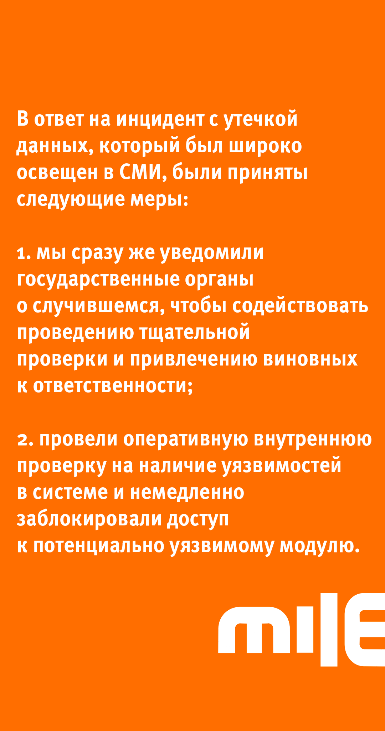 В ответ на инцидент с утечкой
данных, который был широко
освещен в СМИ, были приняты
следующие меры:
1. мы сразу же уведомили
государственные органы
о случившемся, чтобы содействовать
проведению тщательной
проверки и привлечению виновных
к ответственности;
2. провели оперативную внутреннюю
проверку на наличие уязвимостей
в системе и немедленно
заблокировали доступ
к потенциально уязвимому модулю.
mile